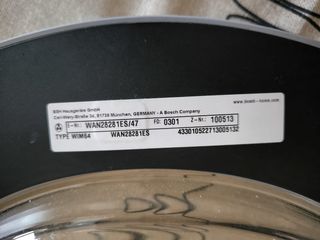 BSH Hausgeräte GmbH
Carl-Wery-Straße 34, 81739 München, GERMANY - A Bosch Company
www.bosch-home.com
E-Nr.: WAN28281ES/47 FD: 0301 Z-Nr.: 100513
TYPE WIM64 WAN28281ES 433010522713005132